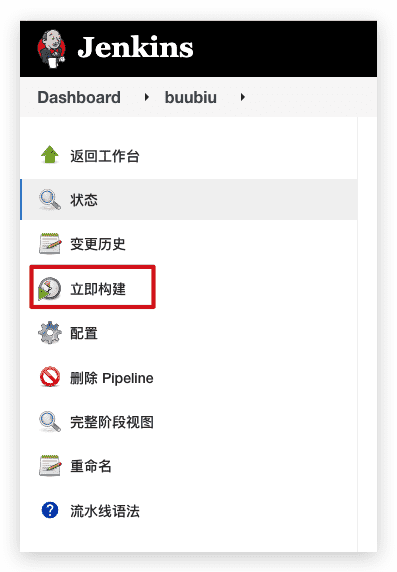 Jenkins
Dashboard buubiu
返回工作台
状态
变更历史
立即构建
配置
删除 Pipeline
完整阶段视图
重命名
流水线语法